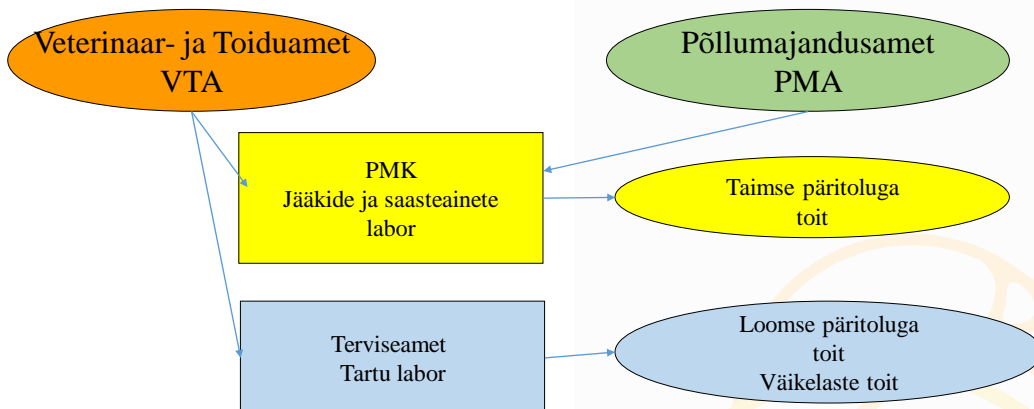 Veterinaar- ja Toiduamet
VTA
Põllumajandusamet
PMA
PMK
Jääkide ja saasteainete
labor
Taimse päritoluga
toit
Terviseamet
Tartu labor
Loomse päritoluga
toit
Väikelaste toit